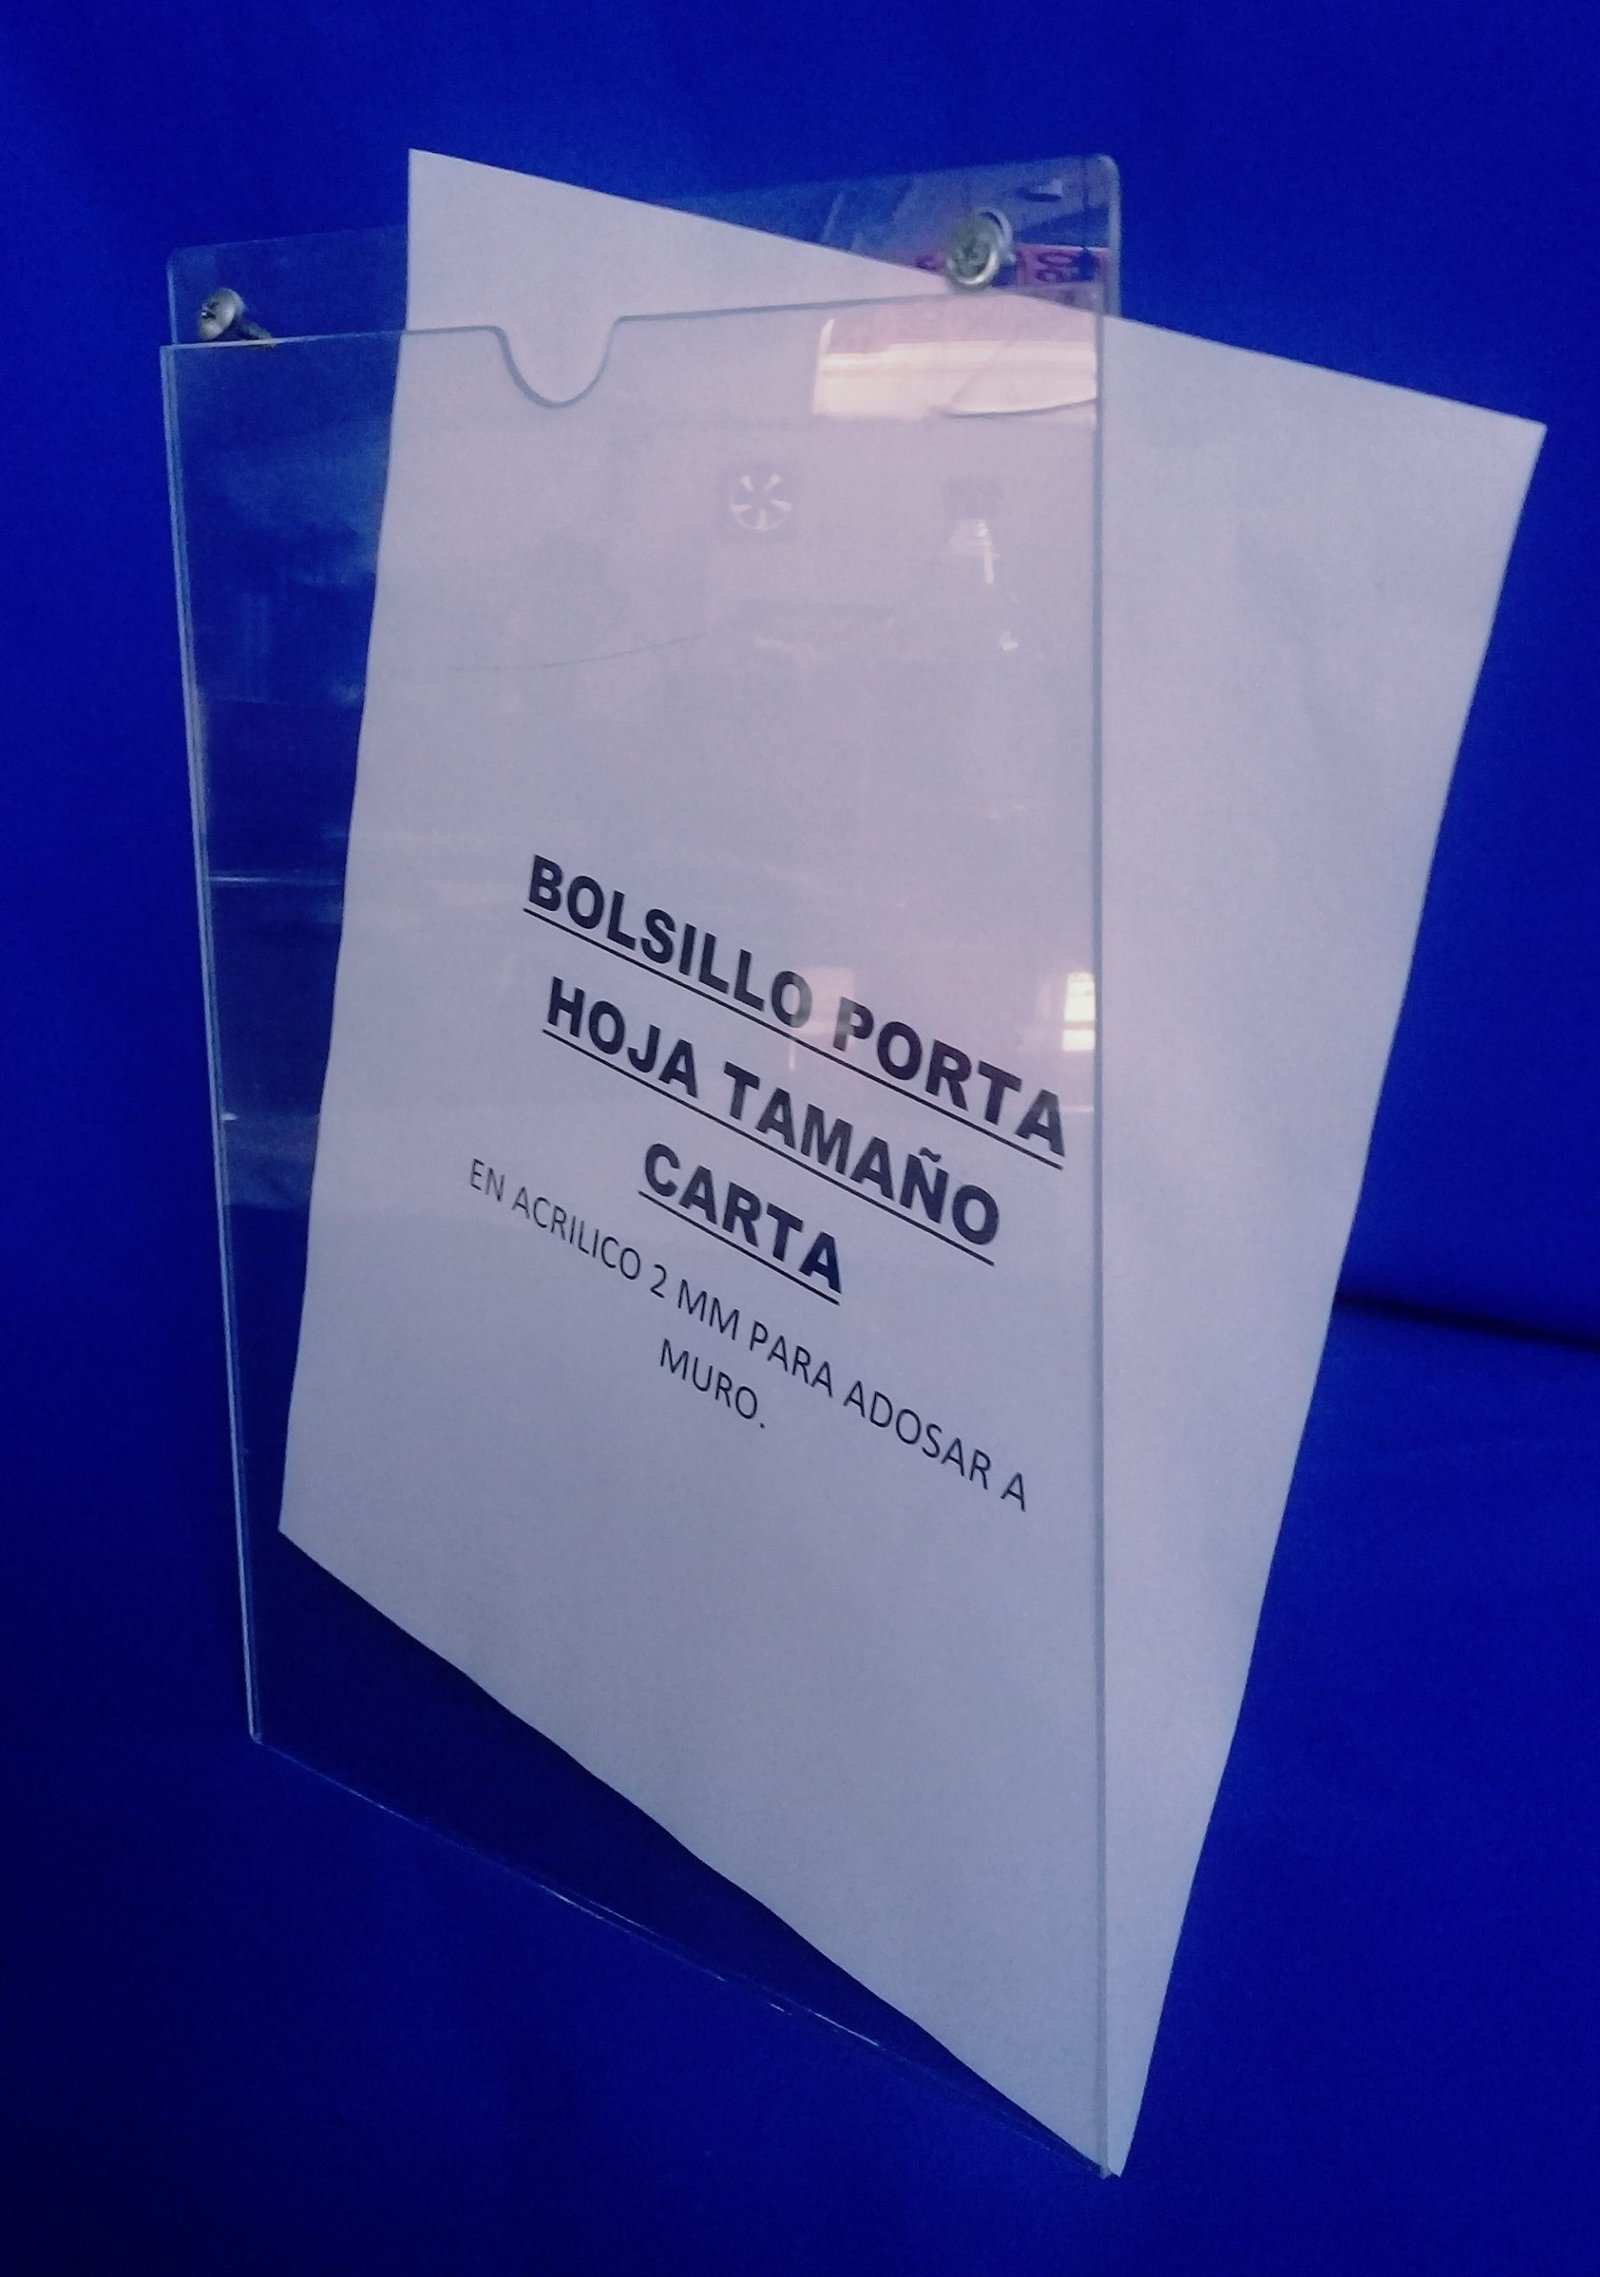 BOLSILLO PORTA
HOJA TAMAÑO
CARTA
EN ACRILICO 2 MM PARA ADOSAR A
MURO.